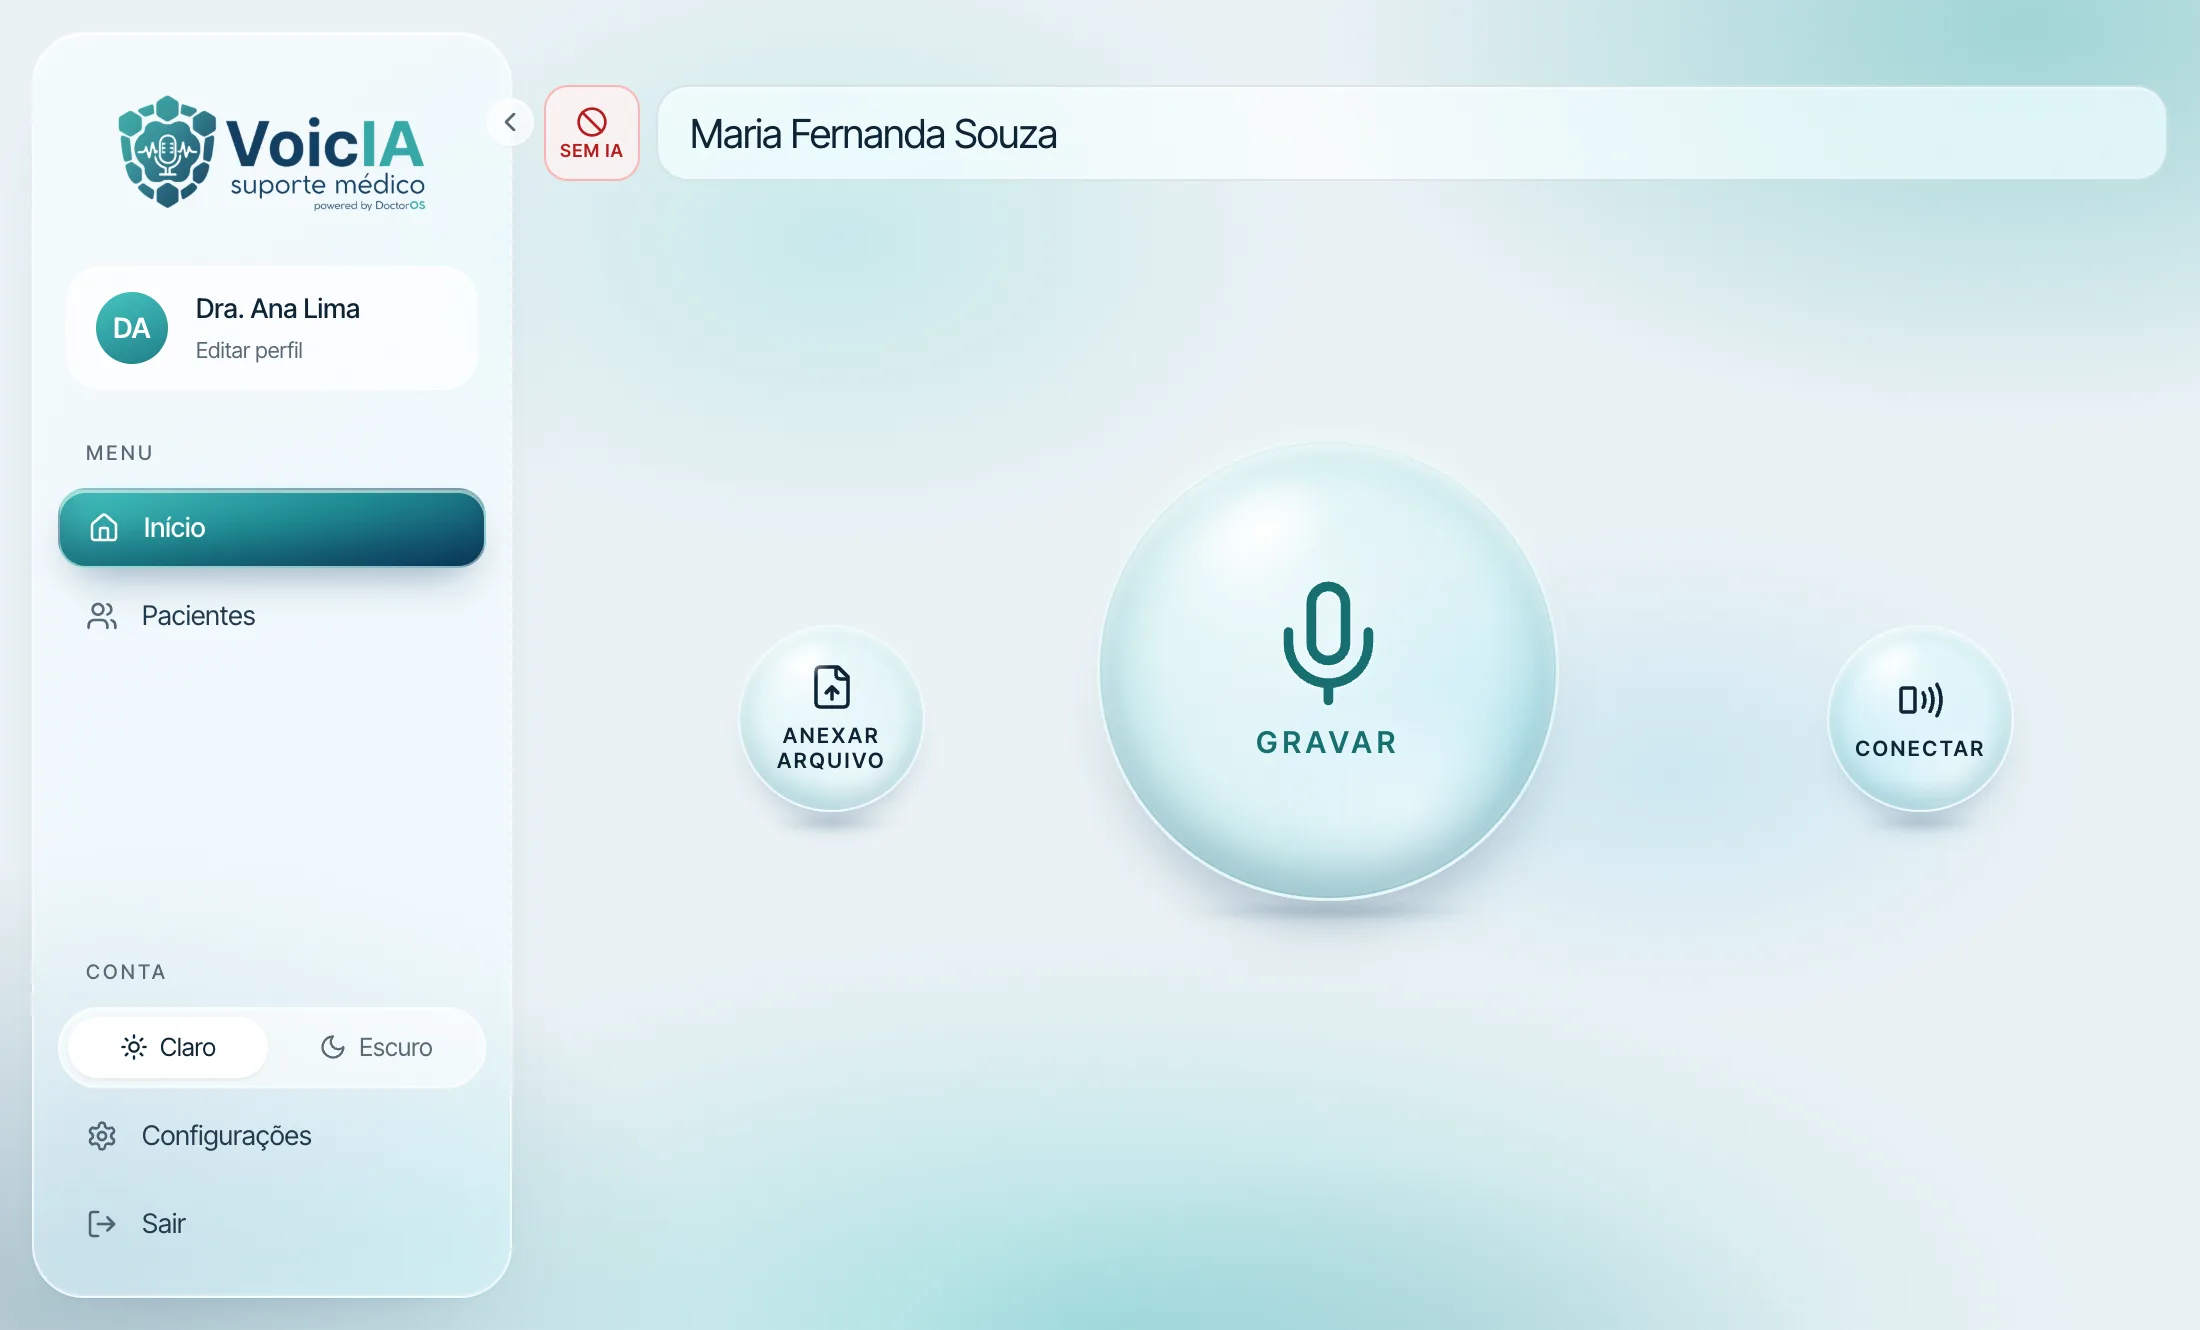 VoicIA
suporte médico
powered by DoctorOS
SEM IA
Maria Fernanda Souza
DA
Dra. Ana Lima
Editar perfil
MENU
Início
Pacientes
ANEXAR
ARQUIVO
GRAVAR
CONECTAR
CONTA
Claro
Escuro
Configurações
Sair